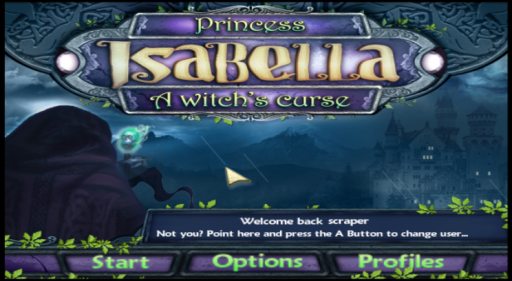 Princess
Isabella
A Witch's Curse
Welcome back scraper
Not you? Point here and press the A Button to change user...
Start Options Profiles